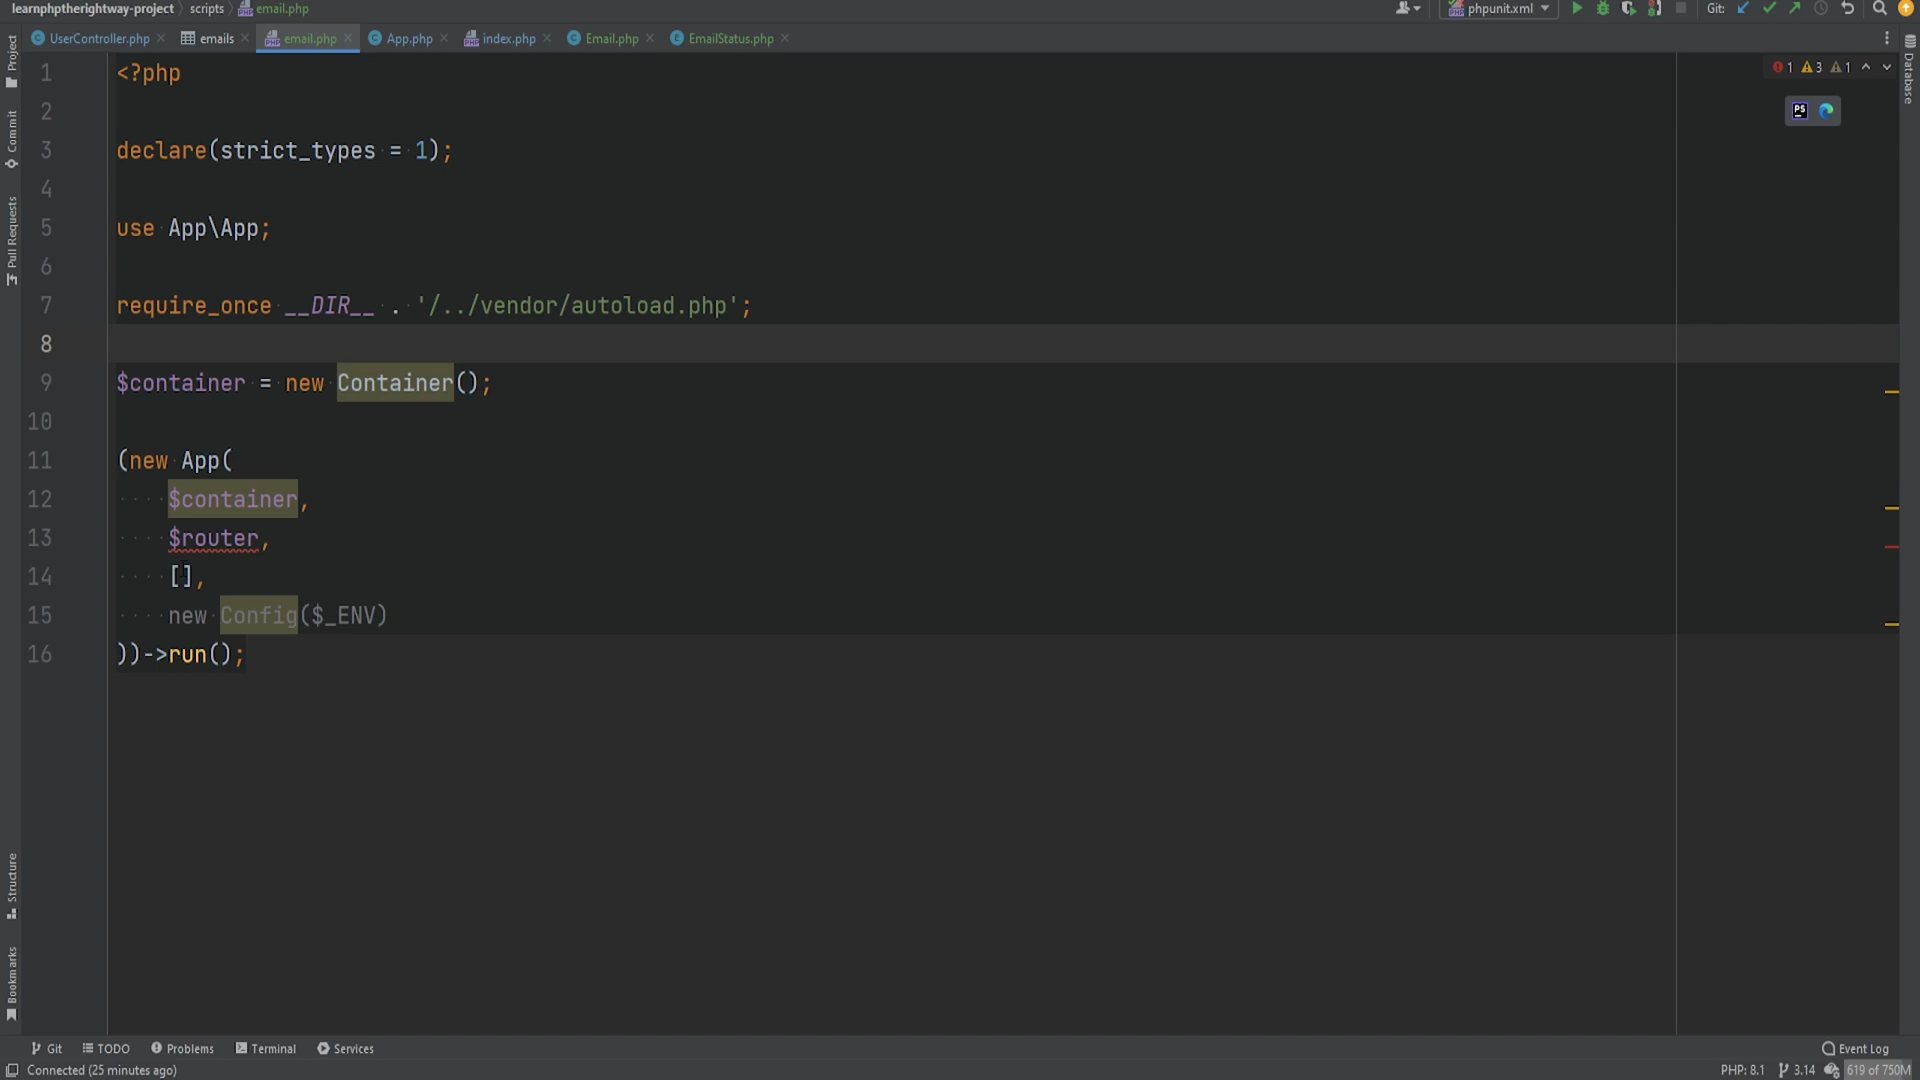 learnphptherightway-project
scripts
email.php
phpunit.xml
Git:
UserController.php
emails
email.php
App.php
index.php
Email.php
EmailStatus.php
1 3 1
Project
Commit
Pull Requests
Structure
Bookmarks
Database
1 <?php
2
3 declare(strict_types = 1);
4
5 use App\App;
6
7 require_once __DIR__ . '/../vendor/autoload.php';
8
9 $container = new Container();
10
11 (new App(
12 $container,
13 $router,
14 [],
15 new Config($_ENV)
16 ))->run();
Git TODO Problems Terminal Services
Event Log
Connected (25 minutes ago)
PHP: 8.1 3.14 619 of 750M